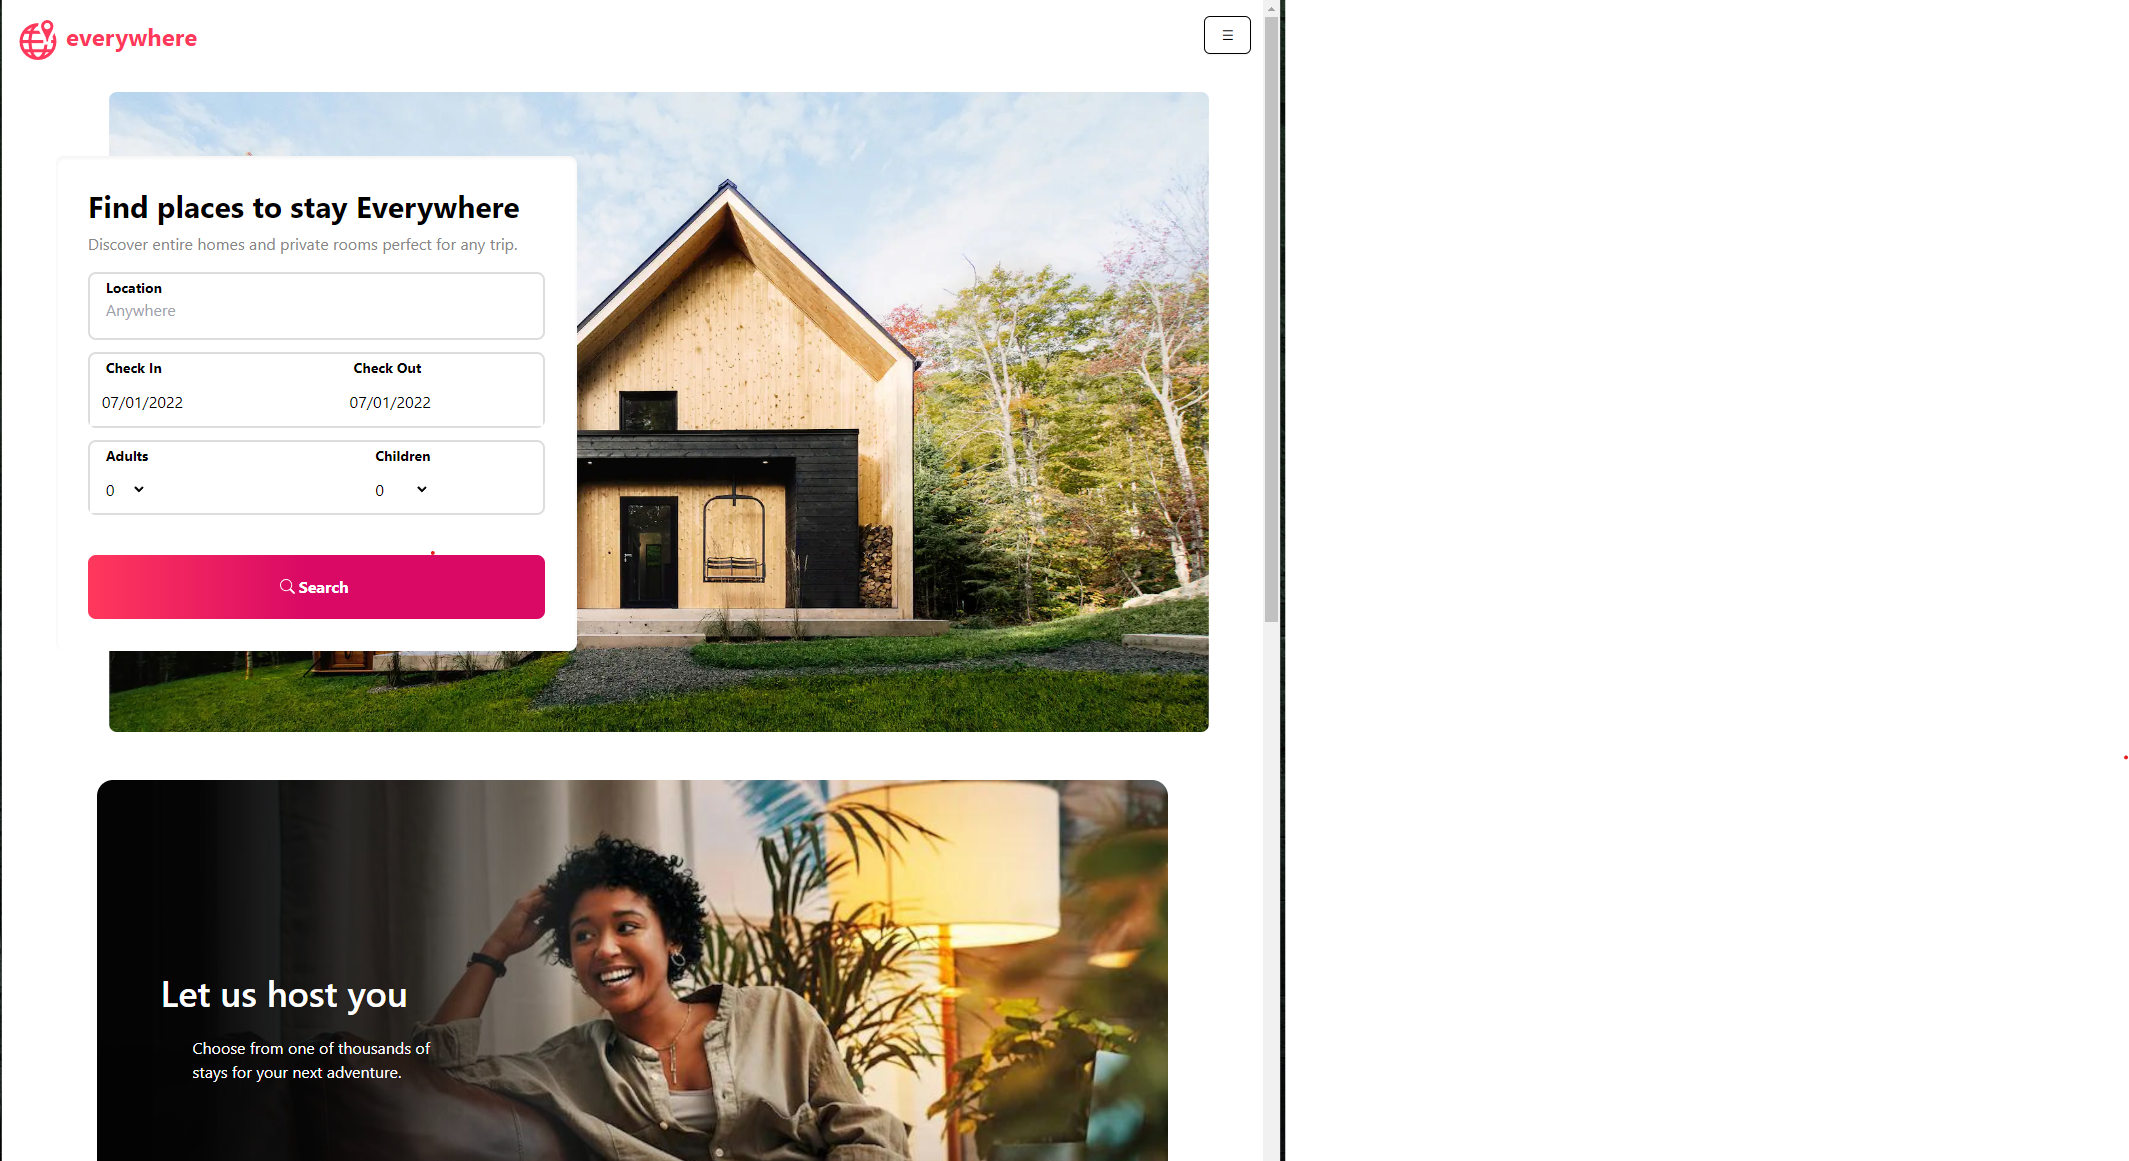 everywhere
Find places to stay Everywhere
Discover entire homes and private rooms perfect for any trip.
Location
Anywhere
Check In
Check Out
07/01/2022
07/01/2022
Adults
Children
0
0
Search
Let us host you
Choose from one of thousands of
stays for your next adventure.